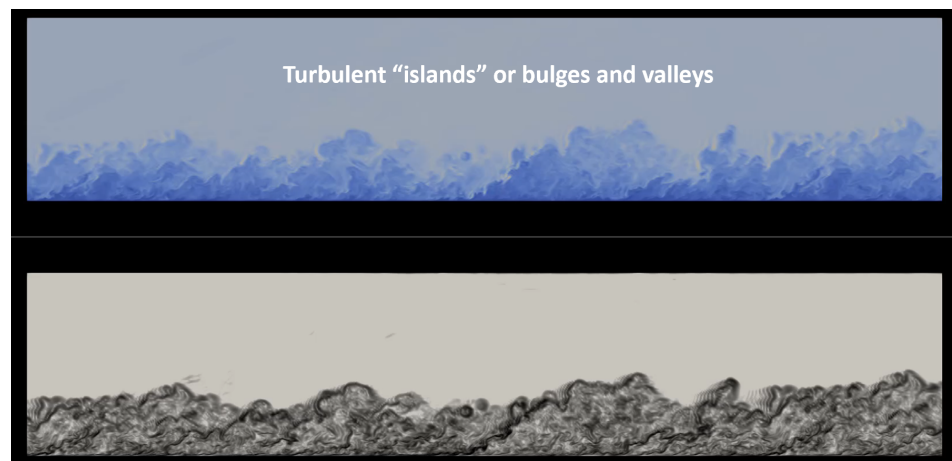 Turbulent “islands” or bulges and valleys